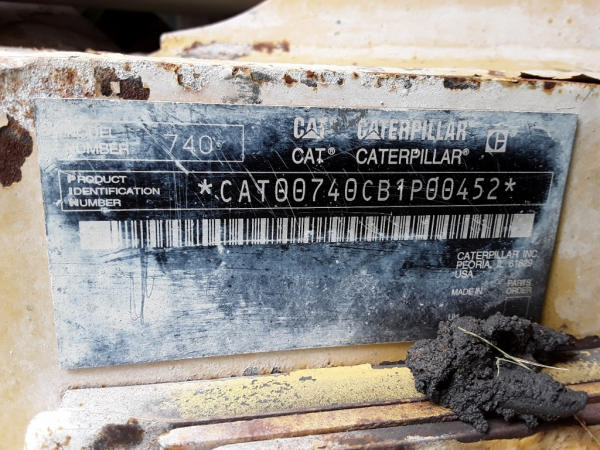 MODEL NUMBER 740
CAT CATERPILLAR
CAT® CATERPILLAR®
PRODUCT IDENTIFICATION NUMBER *CAT00740CB1P00452*
CATERPILLAR INC.
PEORIA, IL 61629
USA
MADE IN
PARTS ORDER